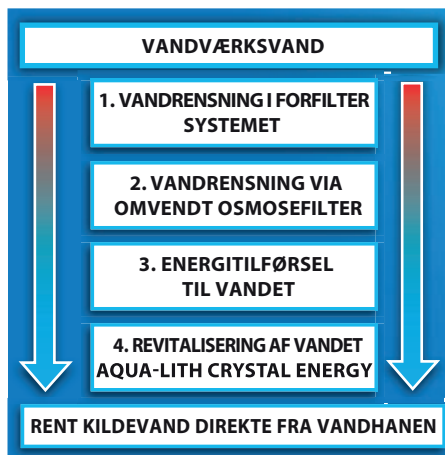 VANDVÆRKSVAND
1. VANDRENSNING I FORFILTER
SYSTEMET
2. VANDRENSNING VIA
OMVENDT OSMOSEFILTER
3. ENERGITILFØRSEL
TIL VANDET
4. REVITALISERING AF VANDET
AQUA-LITH CRYSTAL ENERGY
RENT KILDEVAND DIREKTE FRA VANDHANEN